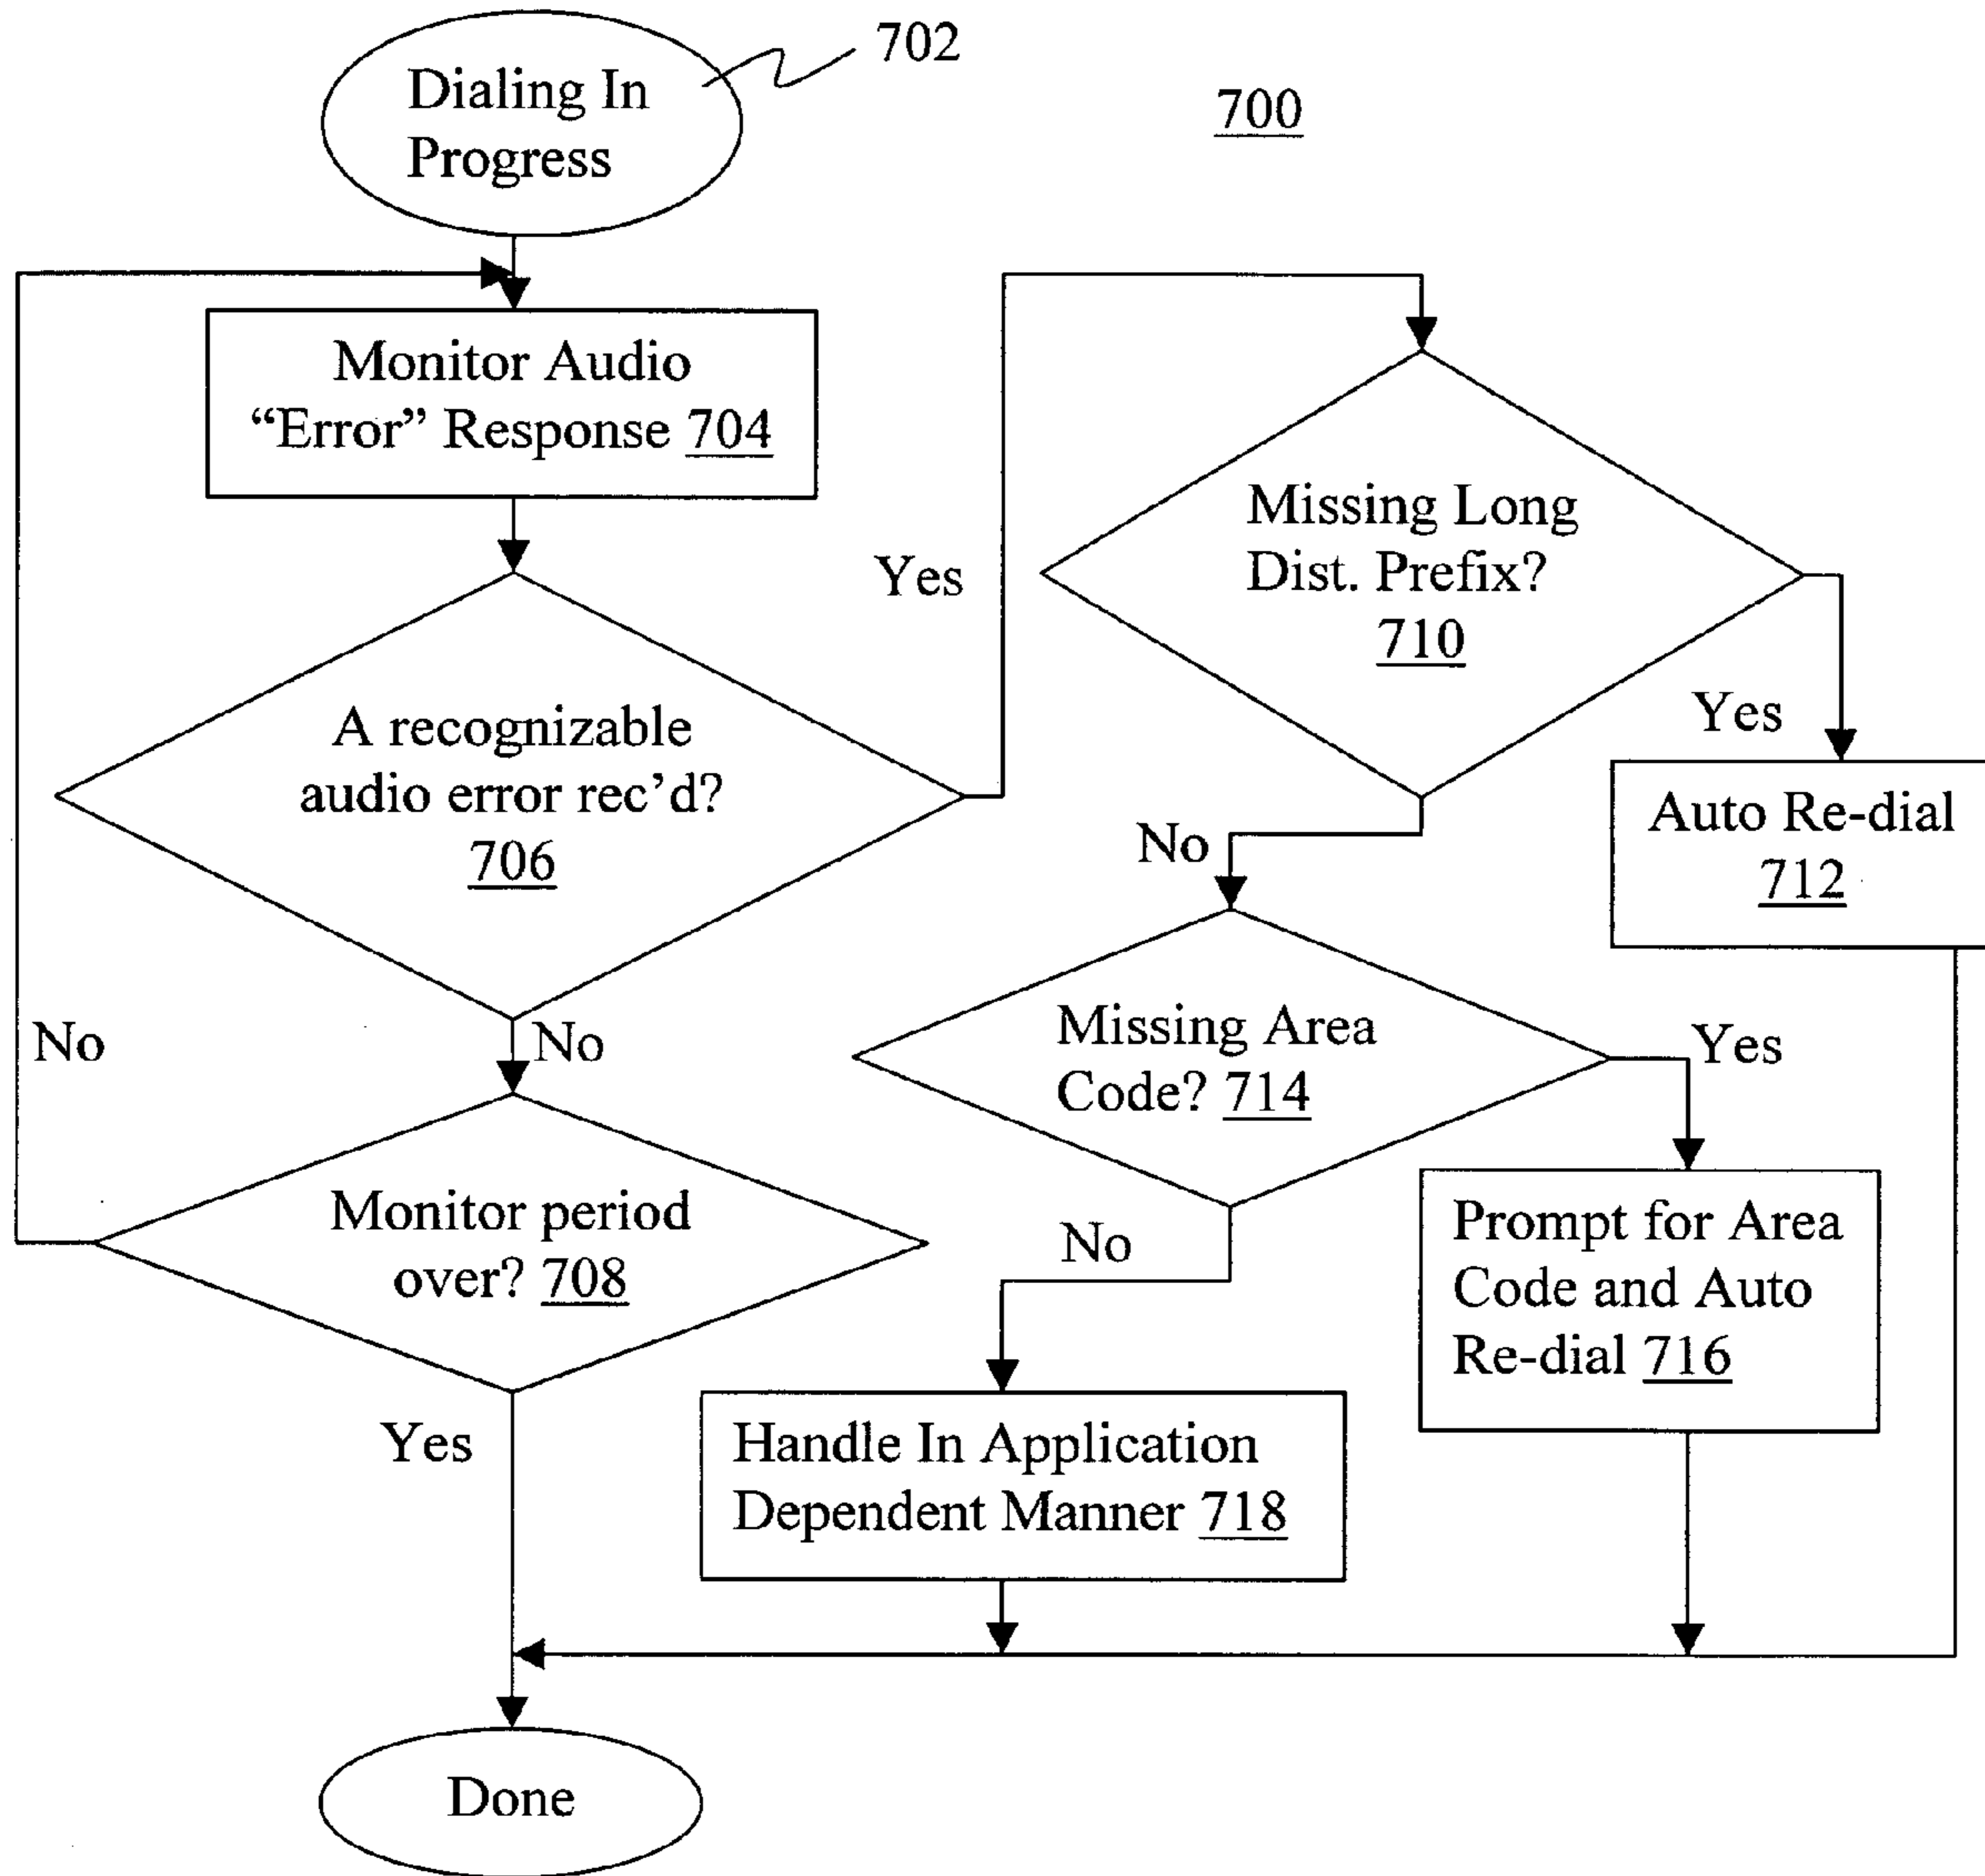 702
Dialing In
Progress
700
Monitor Audio
“Error” Response 704
Yes
Missing Long
Dist. Prefix?
710
A recognizable
audio error rec’d?
706
Yes
Auto Re-dial
712
No
No
No
Missing Area
Code? 714
Yes
Monitor period
over? 708
No
Prompt for Area
Code and Auto
Re-dial 716
Yes
Handle In Application
Dependent Manner 718
Done